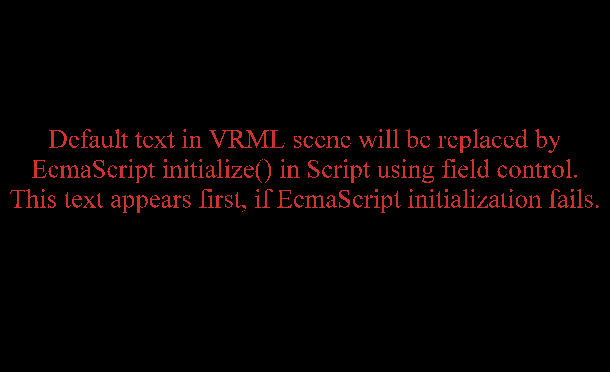 Default text in VRML scene will be replaced by
EcmaScript initialize() in Script using field control.
This text appears first, if EcmaScript initialization fails.